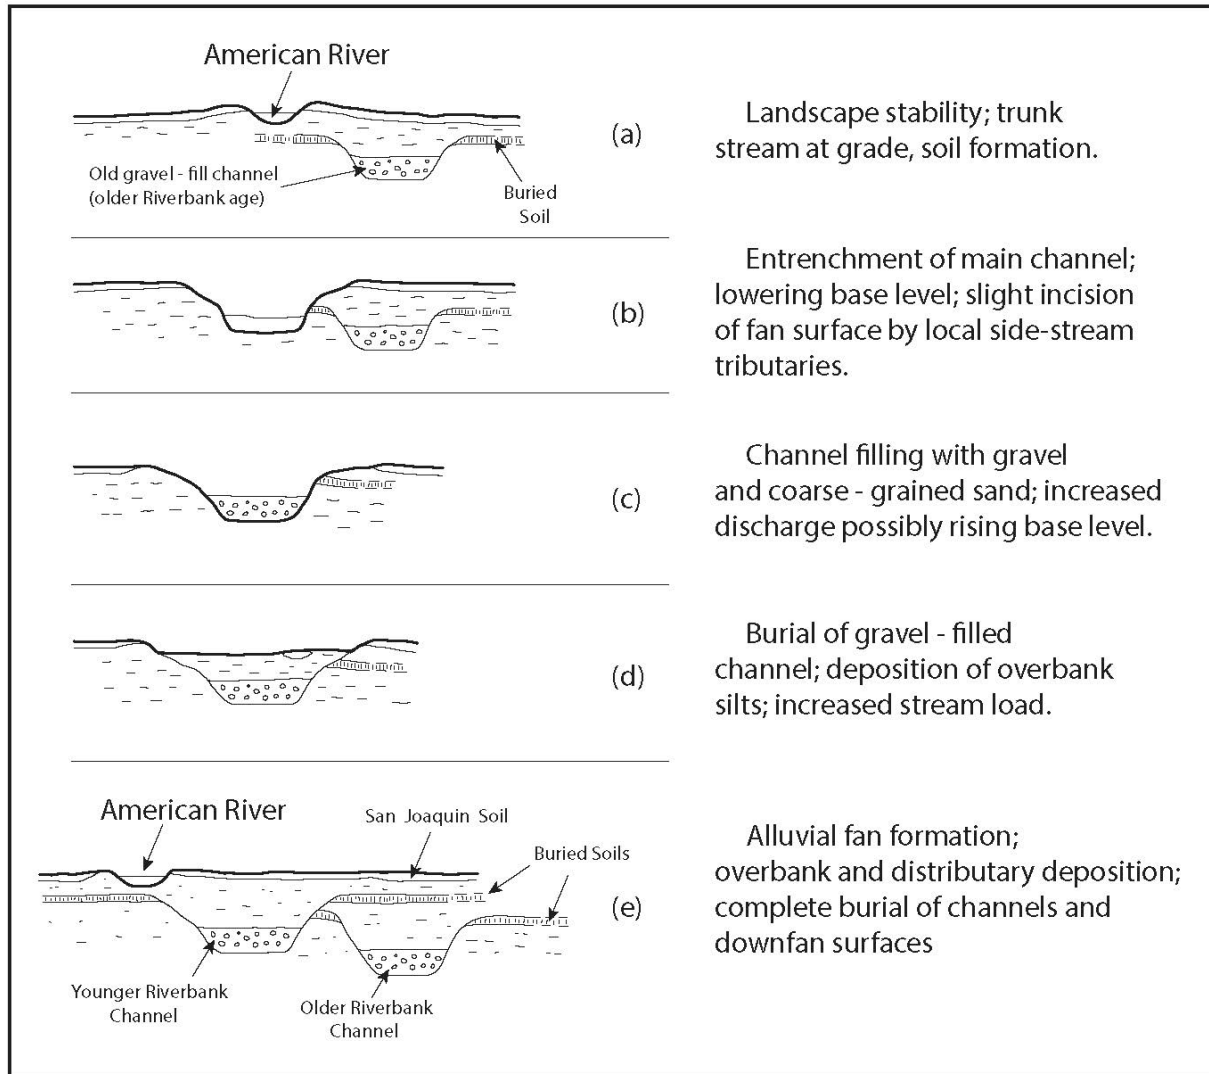 American River
Old gravel - fill channel
(older Riverbank age)
Buried
Soil
(a)
Landscape stability; trunk
stream at grade, soil formation.
(b)
Entrenchment of main channel;
lowering base level; slight incision
of fan surface by local side-stream
tributaries.
(c)
Channel filling with gravel
and coarse - grained sand; increased
discharge possibly rising base level.
(d)
Burial of gravel - filled
channel; deposition of overbank
silts; increased stream load.
American River
San Joaquin Soil
Buried Soils
Younger Riverbank
Channel
Older Riverbank
Channel
(e)
Alluvial fan formation;
overbank and distributary deposition;
complete burial of channels and
downfan surfaces